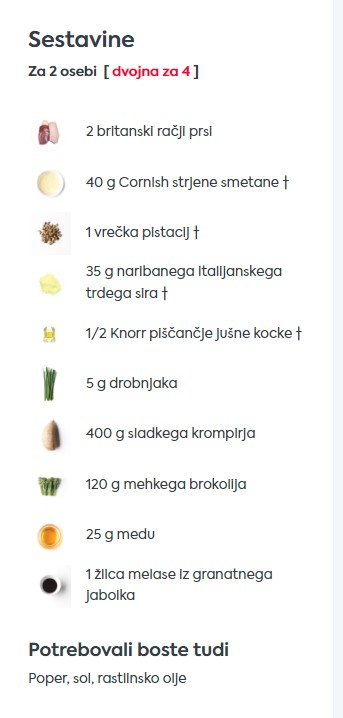 Sestavine
Za 2 osebi [ dvojna za 4 ]
2 britanski račji prsi
40 g Cornish strjene smetane †
1 vrečka pistacij †
35 g naribanega italijanskega
trdega sira †
1/2 Knorr piščančje jušne kocke †
5 g drobnjaka
400 g sladkega krompirja
120 g mehkega brokolija
25 g medu
1 žlica melase iz granatnega
jabolka
Potrebovali boste tudi
Poper, sol, rastlinsko olje